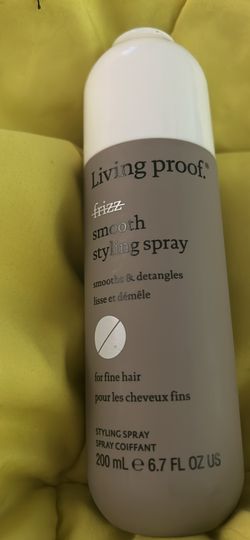 Living proof.®
frizz
smooth
styling spray
smooths & detangles
lisse et démêle
for fine hair
pour les cheveux fins
STYLING SPRAY
SPRAY COIFFANT
200 mL ℮ 6.7 FL OZ US